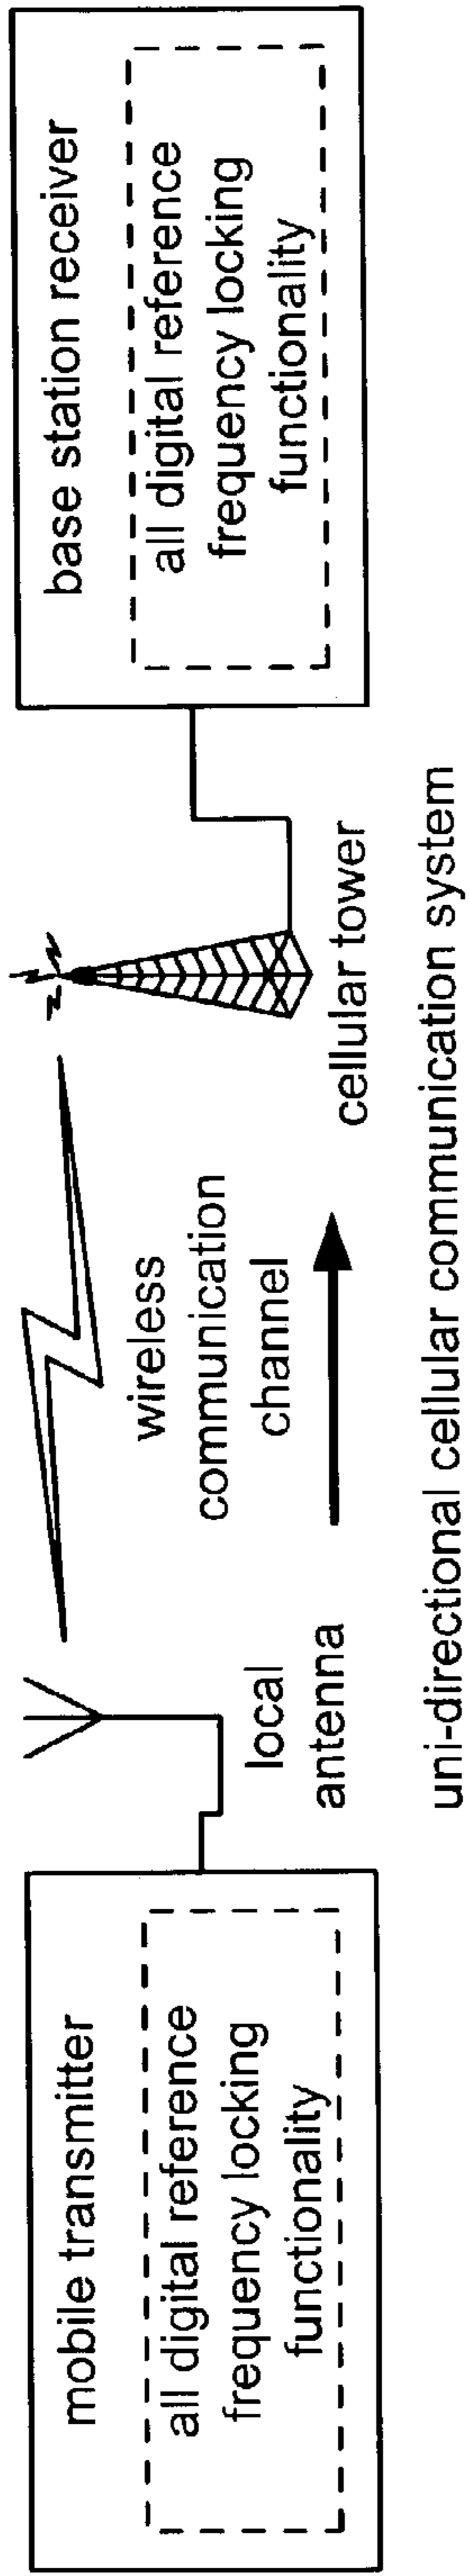 mobile transmitter
all digital reference
frequency locking
functionality
local
antenna
wireless
communication
channel
cellular tower
base station receiver
all digital reference
frequency locking
functionality
uni-directional cellular communication system